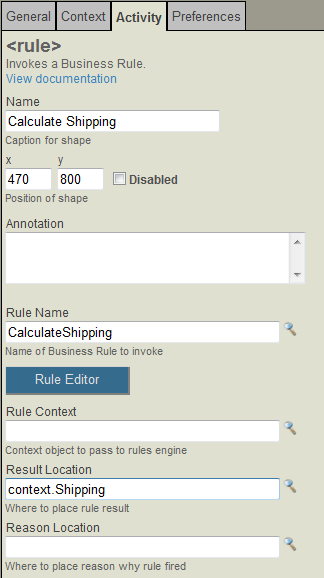 General Context Activity Preferences
<rule>
Invokes a Business Rule.
View documentation
Name
Calculate Shipping
Caption for shape
x y
470 800 Disabled
Position of shape
Annotation
Rule Name
CalculateShipping
Name of Business Rule to invoke
Rule Editor
Rule Context
Context object to pass to rules engine
Result Location
context.Shipping
Where to place rule result
Reason Location
Where to place reason why rule fired